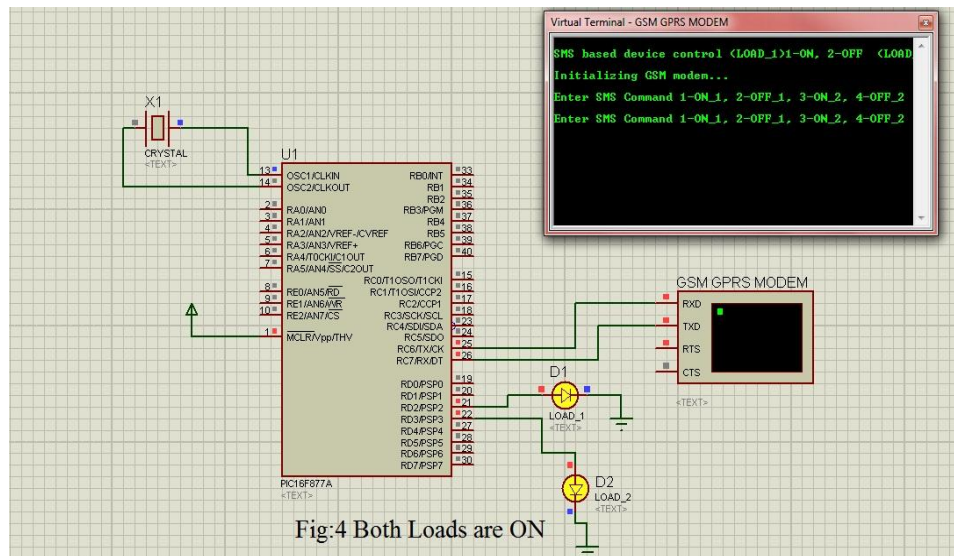 Virtual Terminal - GSM GPRS MODEM
SMS based device control (LOAD_1)1-ON, 2-OFF (LOAD_
Initializing GSM modem...
Enter SMS Command 1-ON_1, 2-OFF_1, 3-ON_2, 4-OFF_2
Enter SMS Command 1-ON_1, 2-OFF_1, 3-ON_2, 4-OFF_2
X1
CRYSTAL
<TEXT>
U1
13 OSC1/CLKIN RB0/INT 33
14 OSC2/CLKOUT RB1 34
RB2 35
2 RA0/AN0 RB3/PGM 36
3 RA1/AN1 RB4 37
4 RA2/AN2/VREF-/CVREF RB5 38
5 RA3/AN3/VREF+ RB6/PGC 39
6 RA4/T0CKI/C1OUT RB7/PGD 40
7 RA5/AN4/SS/C2OUT
RC0/T1OSO/T1CKI 15
8 RE0/AN5/RD RC1/T1OSI/CCP2 16
9 RE1/AN6/WR RC2/CCP1 17
10 RE2/AN7/CS RC3/SCK/SCL 18
RC4/SDI/SDA 23
1 MCLR/Vpp/THV RC5/SDO 24
RC6/TX/CK 25
RC7/RX/DT 26
RD0/PSP0 19
RD1/PSP1 20
RD2/PSP2 21
RD3/PSP3 22
RD4/PSP4 27
RD5/PSP5 28
RD6/PSP6 29
RD7/PSP7 30
PIC16F877A
<TEXT>
GSM GPRS MODEM
RXD
TXD
RTS
CTS
<TEXT>
D1
LOAD_1
<TEXT>
D2
LOAD_2
<TEXT>
Fig:4 Both Loads are ON